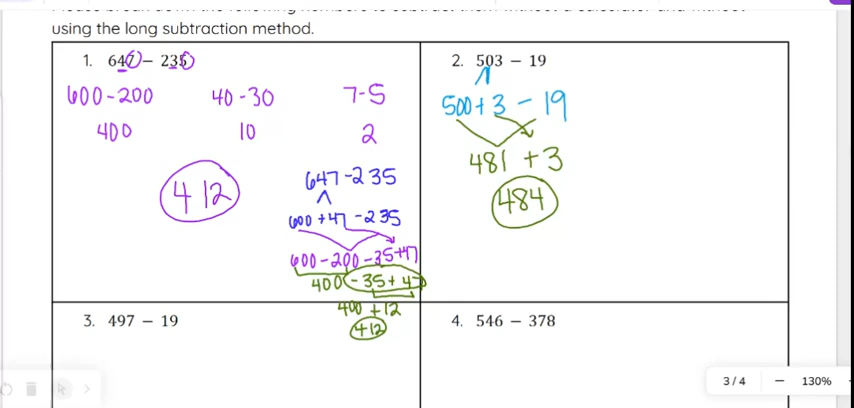 using the long subtraction method.
1. 647 − 235
600 - 200 40 - 30 7 - 5
400 10 2
412
647 - 235
600 + 47 - 235
600 - 200 - 35 + 47
400 - 35 + 47
400 + 12
412
2. 503 − 19
500 + 3 - 19
481 + 3
484
3. 497 − 19
4. 546 − 378
3 / 4 − 130%